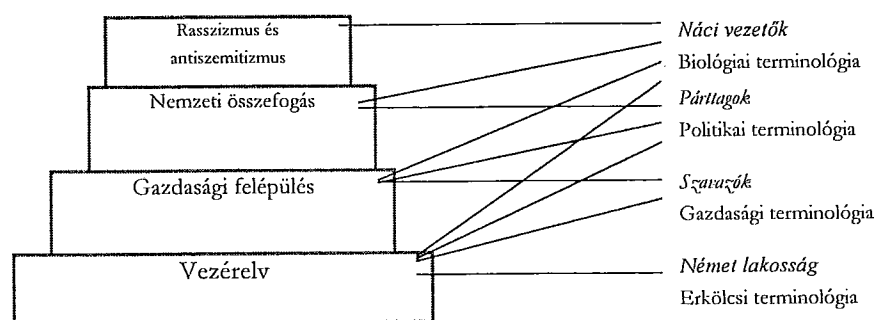 Rasszizmus és
antiszemitizmus
Nemzeti összefogás
Gazdasági felépülés
Vezérelv
Náci vezetők
Biológiai terminológia
Párttagok
Politikai terminológia
Szavazók
Gazdasági terminológia
Német lakosság
Erkölcsi terminológia